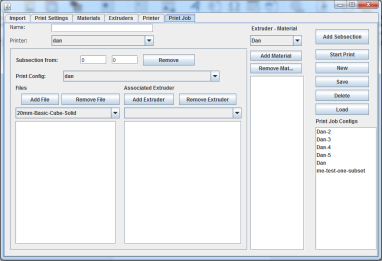 Import Print Settings Materials Extruders Printer Print Job
Name:
Printer: dan
Extruder - Material
Dan
Add Material
Remove Mat...
Add Subsection
Start Print
New
Save
Delete
Load
Print Job Configs
Dan-2
Dan-3
Dan-4
Dan-5
Dan
me-test-one-subset
Subsection from: 0 0 Remove
Print Config: dan
Files Associated Extruder
Add File Remove File Add Extruder Remove Extruder
20mm-Basic-Cube-Solid